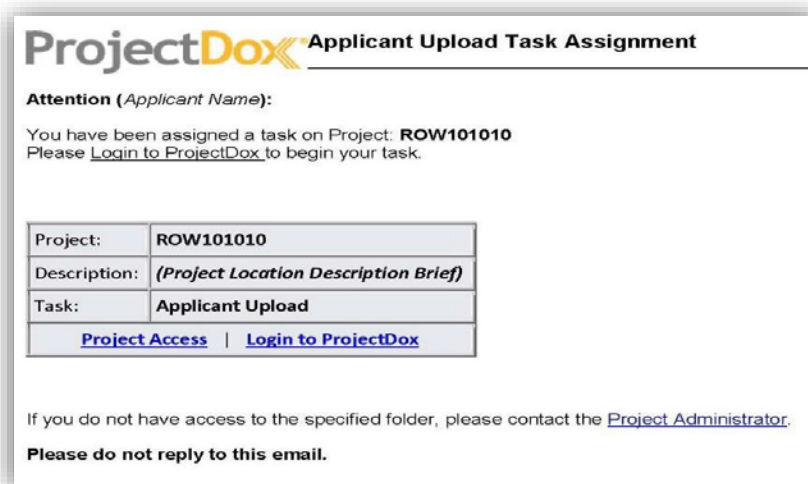 ProjectDox® Applicant Upload Task Assignment
Attention (Applicant Name):
You have been assigned a task on Project: ROW101010
Please Login to ProjectDox to begin your task.
Project: ROW101010
Description: (Project Location Description Brief)
Task: Applicant Upload
Project Access | Login to ProjectDox
If you do not have access to the specified folder, please contact the Project Administrator.
Please do not reply to this email.